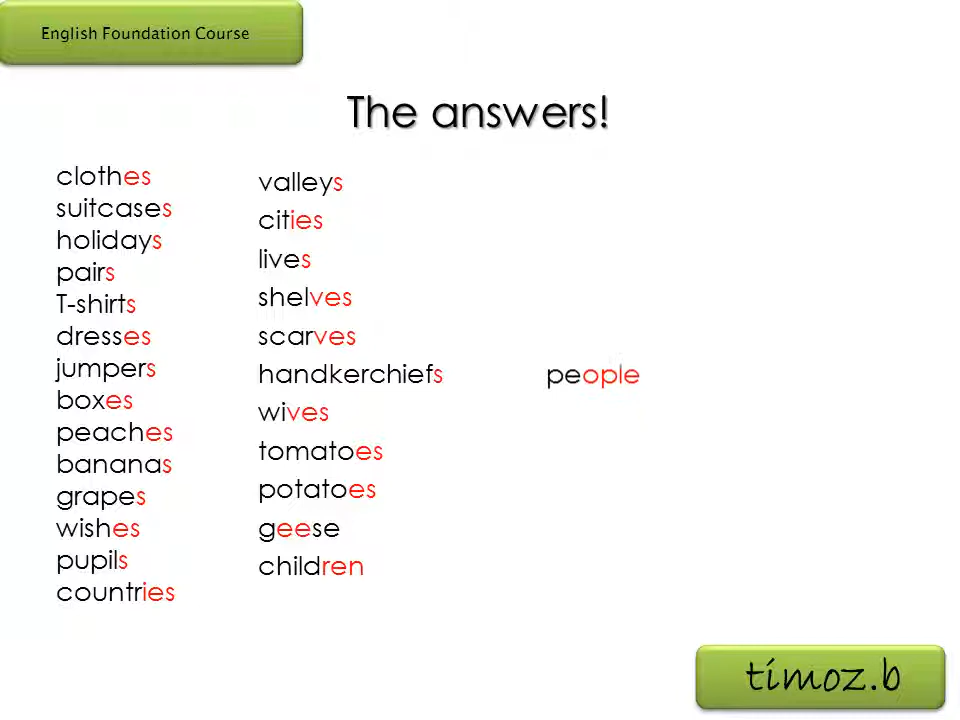 English Foundation Course
The answers!
clothes
suitcases
holidays
pairs
T-shirts
dresses
jumpers
boxes
peaches
bananas
grapes
wishes
pupils
countries
valleys
cities
lives
shelves
scarves
handkerchiefs
wives
tomatoes
potatoes
geese
children
people
timoz.b